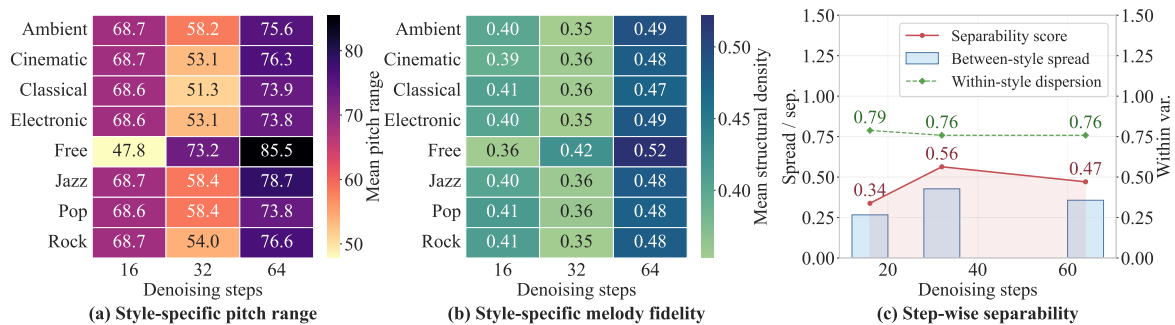 Ambient 68.7 58.2 75.6
Cinematic 68.7 53.1 76.3
Classical 68.6 51.3 73.9
Electronic 68.6 53.1 73.8
Free 47.8 73.2 85.5
Jazz 68.7 58.4 78.7
Pop 68.6 58.4 73.8
Rock 68.7 54.0 76.6
16 32 64
Denoising steps
80
70
60
50
Mean pitch range
(a) Style-specific pitch range
Ambient 0.40 0.35 0.49
Cinematic 0.39 0.36 0.48
Classical 0.41 0.36 0.47
Electronic 0.40 0.35 0.49
Free 0.36 0.42 0.52
Jazz 0.40 0.36 0.48
Pop 0.41 0.36 0.48
Rock 0.41 0.35 0.48
16 32 64
Denoising steps
0.50
0.45
0.40
Mean structural density
(b) Style-specific melody fidelity
Spread / sep.
1.50
1.25
1.00
0.75
0.50
0.25
0.00
Separability score
Between-style spread
Within-style dispersion
0.79 0.76 0.76
0.34 0.56 0.47
1.50
1.25
1.00
0.75
0.50
0.25
0.00
Within var.
20 40 60
Denoising steps
(c) Step-wise separability